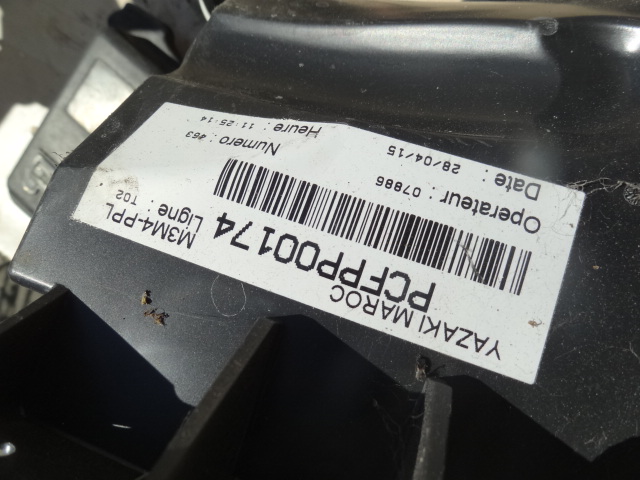 YAZAKI MAROC
PCFPP00174
M3M4-PPL Ligne : T02
Operateur : 07886 Numero : 463
Date : 28/04/15 Heure : 11:25:14